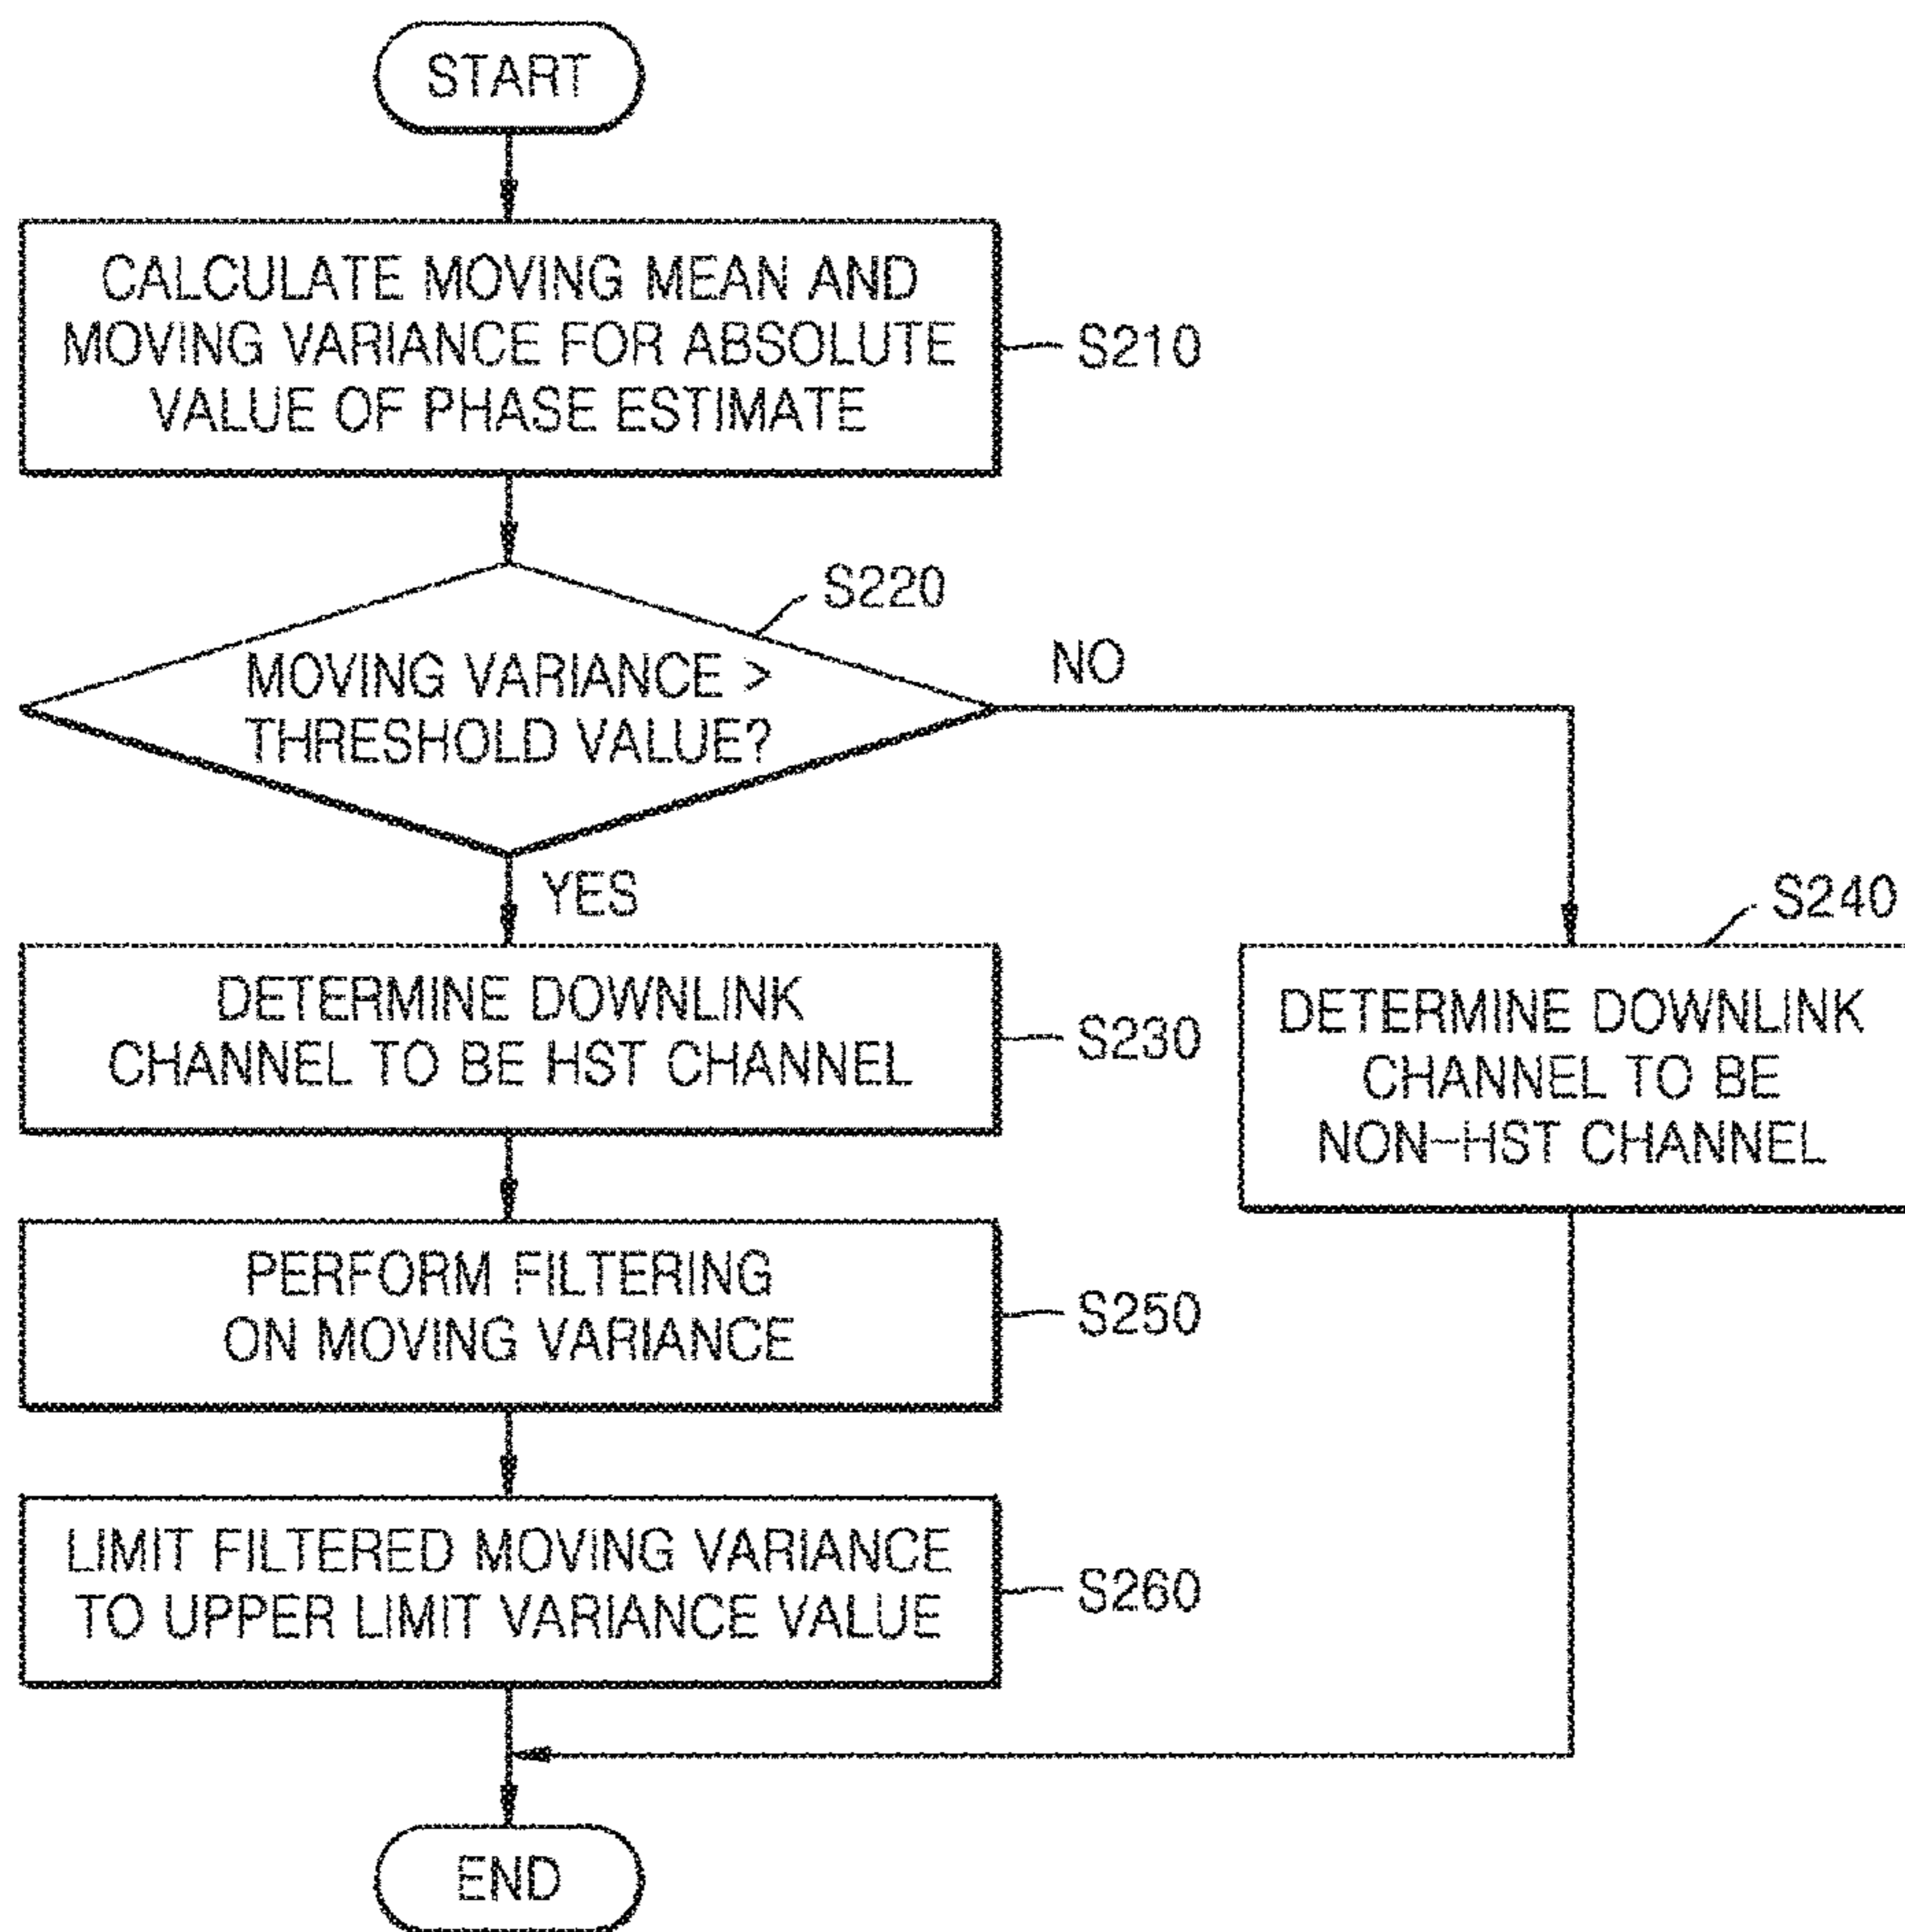 START
CALCULATE MOVING MEAN AND
MOVING VARIANCE FOR ABSOLUTE
VALUE OF PHASE ESTIMATE
S210
S220
MOVING VARIANCE >
THRESHOLD VALUE?
NO
YES
DETERMINE DOWNLINK
CHANNEL TO BE HST CHANNEL
S230
S240
DETERMINE DOWNLINK
CHANNEL TO BE
NON-HST CHANNEL
PERFORM FILTERING
ON MOVING VARIANCE
S250
LIMIT FILTERED MOVING VARIANCE
TO UPPER LIMIT VARIANCE VALUE
S260
END